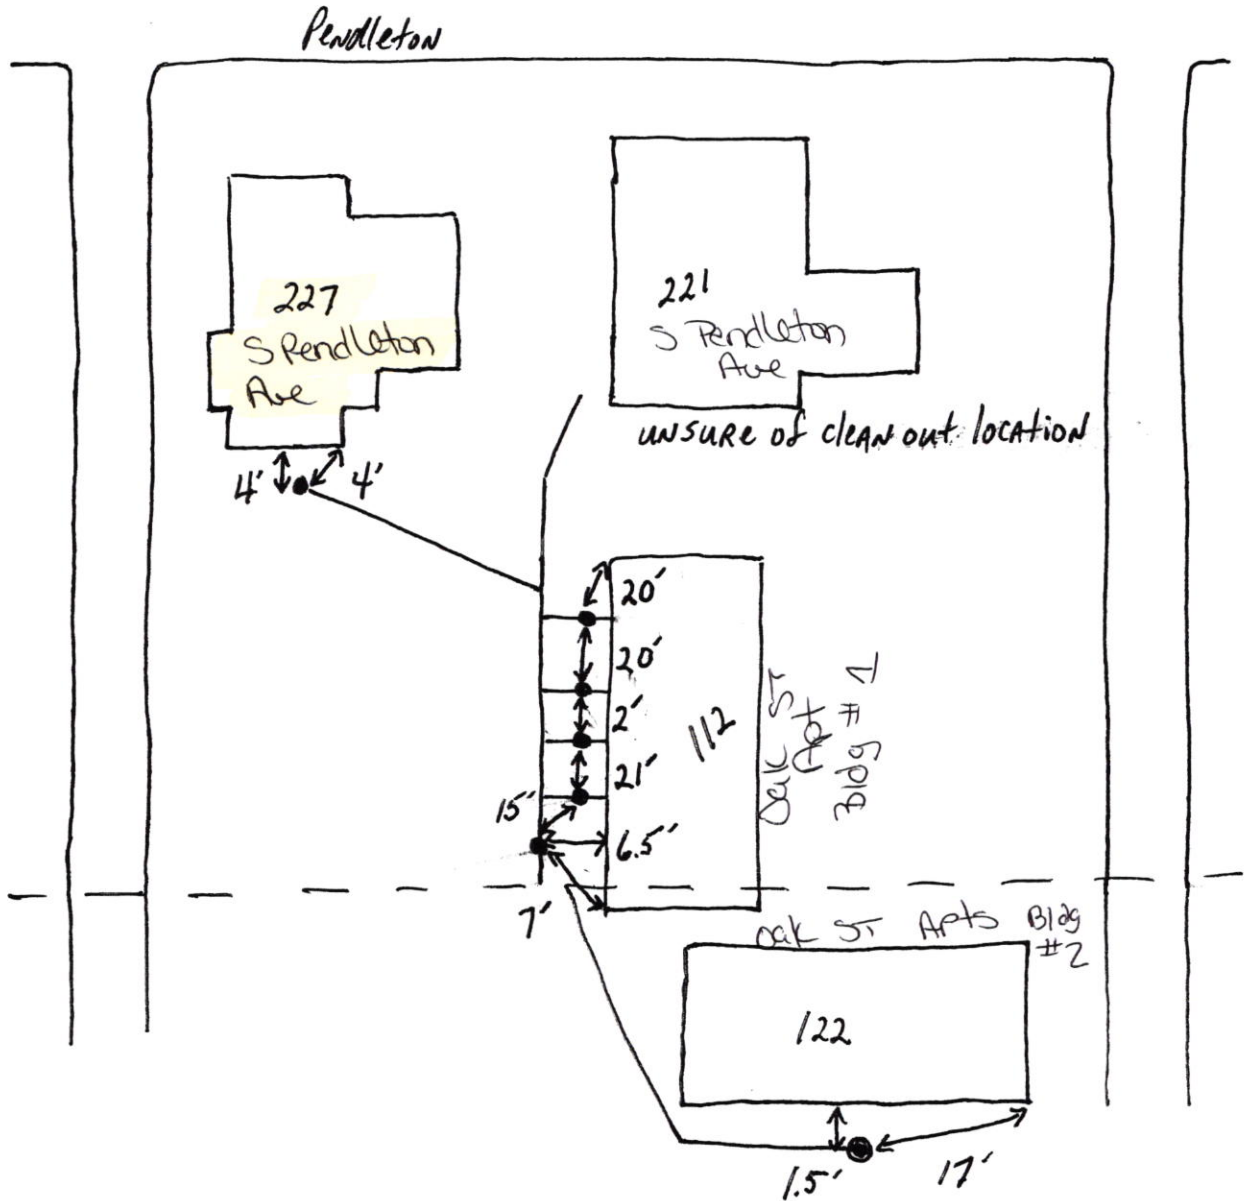 Pendleton
227
S Pendleton
Ave
221
S Pendleton
Ave
unsure of clean out location
4'
4'
20'
20'
2'
21'
15'
6.5'
7'
112
Oak ST
Apt
Bldg # 1
Oak ST Apts Bldg
#2
122
1.5'
17'